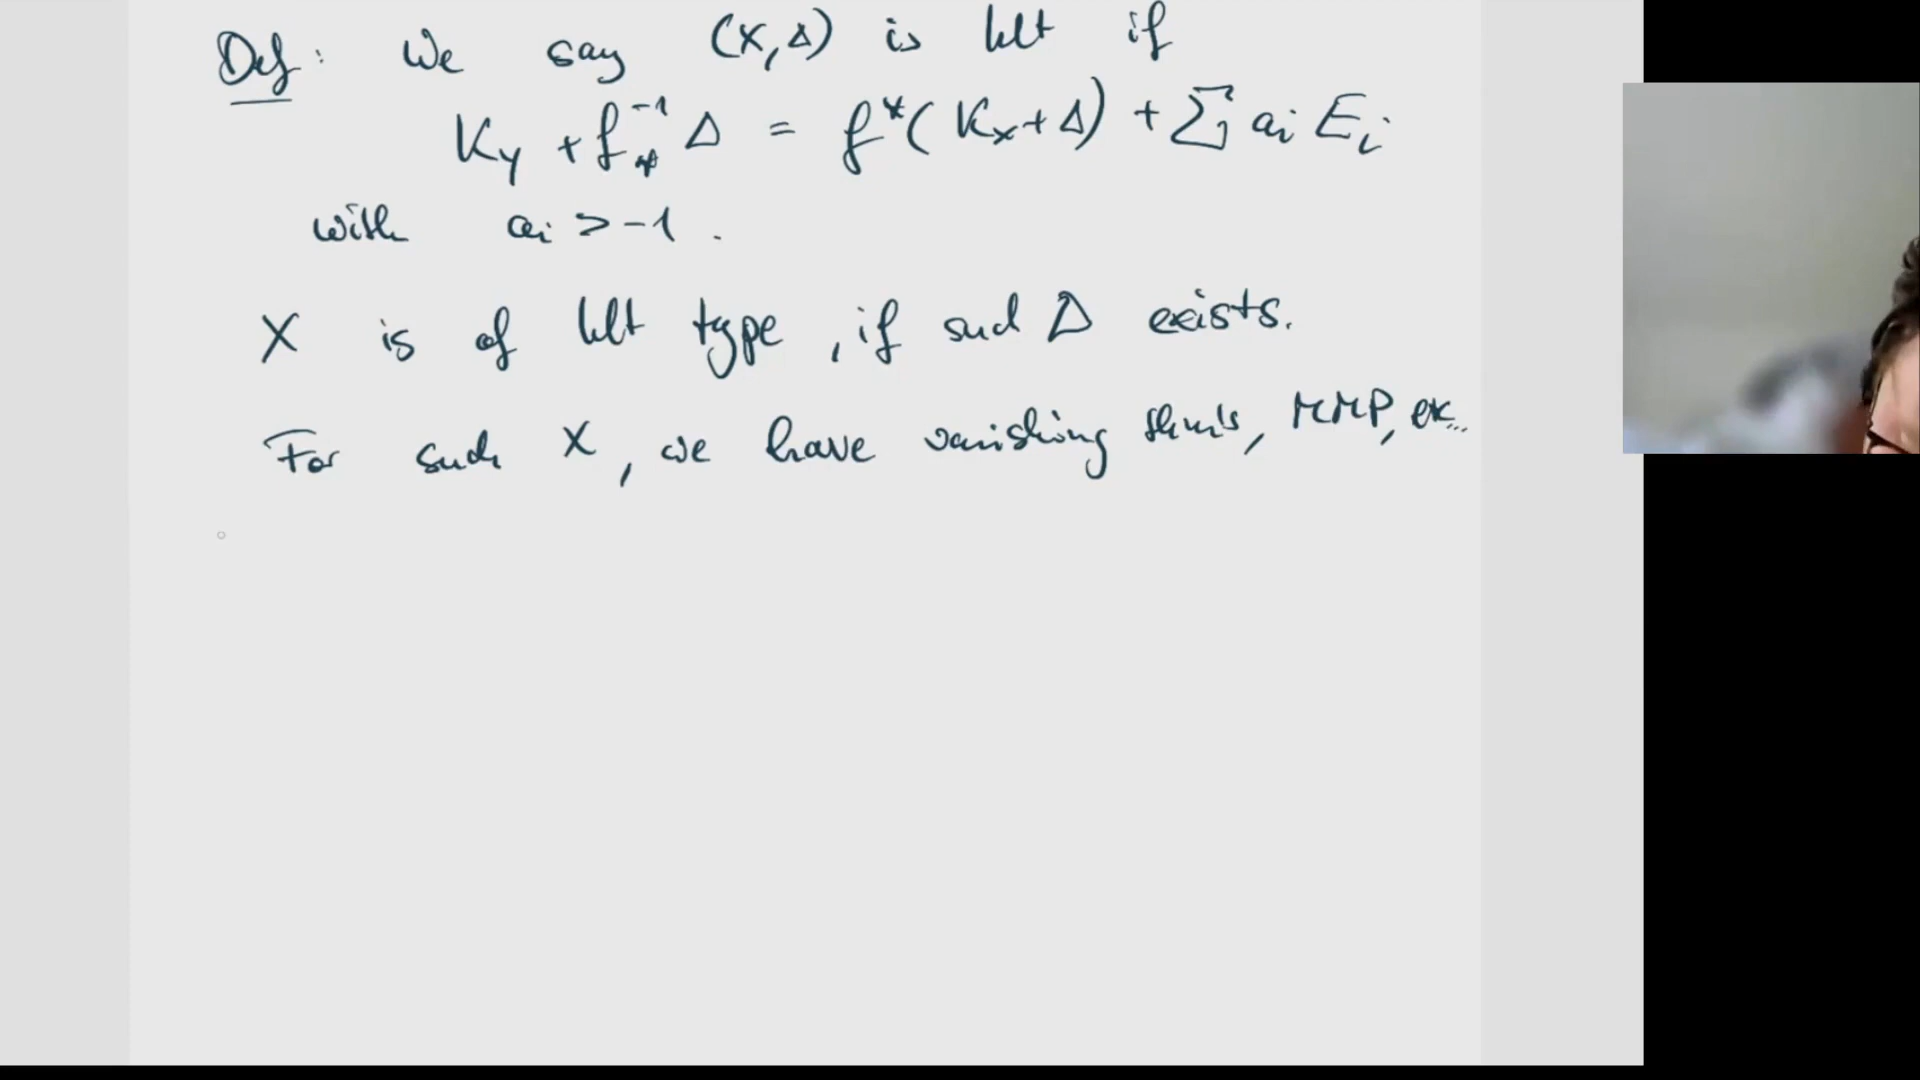 Def: We say (X, Δ) is klt if
K_Y + f_*^{-1} Δ = f^*(K_X + Δ) + Σ a_i E_i
with a_i > -1 .
X is of klt type, if such Δ exists.
For such X, we have vanishing thm's, MMP, etc...